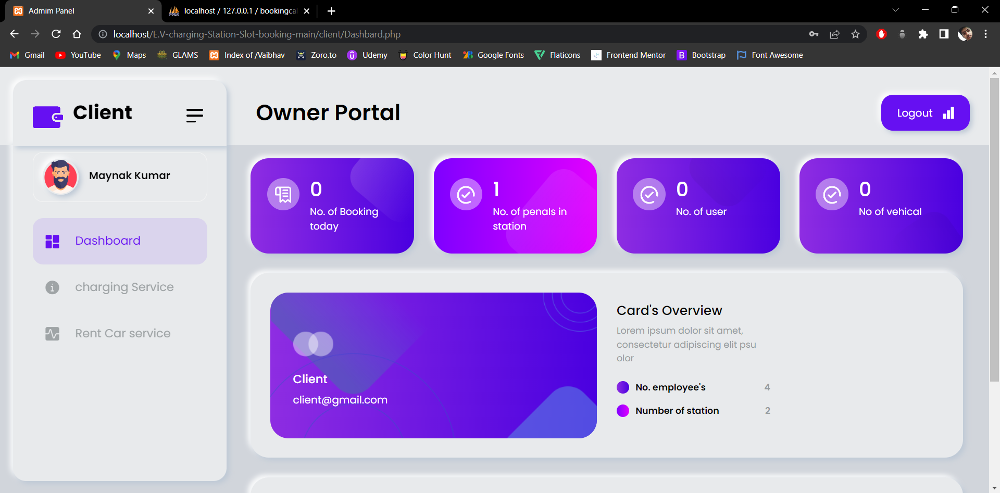 Admim Panel
localhost / 127.0.0.1 / bookingcal
localhost/E.V-charging-Station-Slot-booking-main/client/Dashbard.php
Gmail
YouTube
Maps
GLAMS
Index of /Vaibhav
Zoro.to
Udemy
Color Hunt
Google Fonts
Flaticons
Frontend Mentor
Bootstrap
Font Awesome
Client
Owner Portal
Logout
Maynak Kumar
Dashboard
charging Service
Rent Car service
0
No. of Booking
today
1
No. of penals in
station
0
No. of user
0
No of vehical
Client
client@gmail.com
Card's Overview
Lorem ipsum dolor sit amet,
consectetur adipiscing elit psu
olor
No. employee's 4
Number of station 2